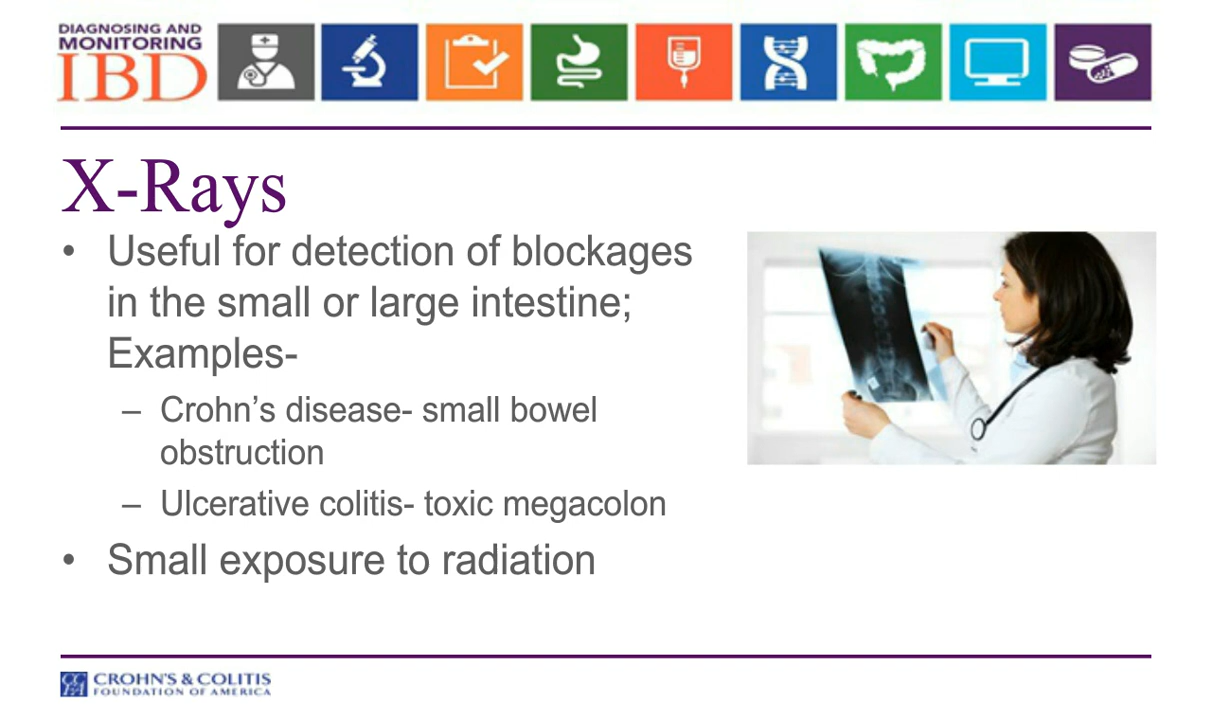 DIAGNOSING AND
MONITORING
IBD
X-Rays
• Useful for detection of blockages
in the small or large intestine;
Examples-
– Crohn’s disease- small bowel
obstruction
– Ulcerative colitis- toxic megacolon
• Small exposure to radiation
CROHN'S & COLITIS
FOUNDATION OF AMERICA